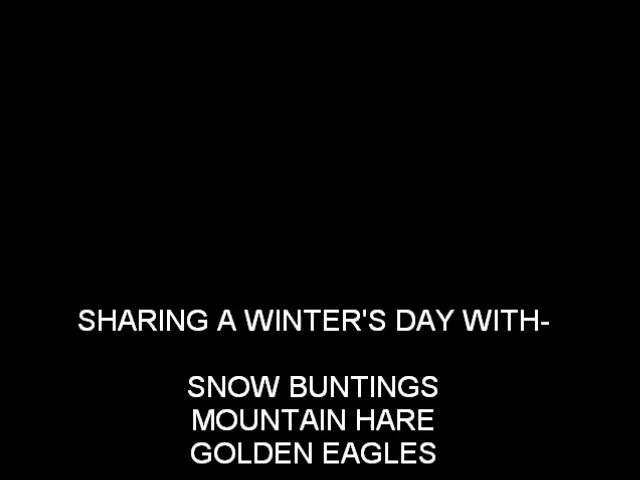 SHARING A WINTER'S DAY WITH-
SNOW BUNTINGS
MOUNTAIN HARE
GOLDEN EAGLES